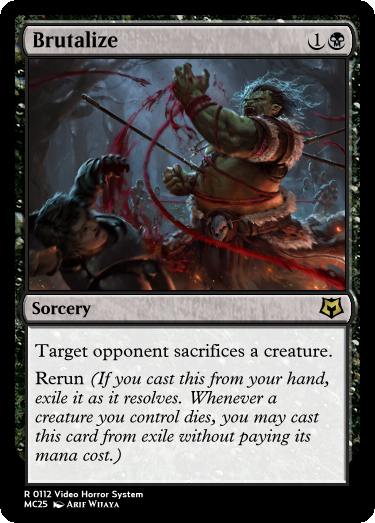 Brutalize 1
Sorcery
Target opponent sacrifices a creature.
Rerun (If you cast this from your hand,
exile it as it resolves. Whenever a
creature you control dies, you may cast
this card from exile without paying its
mana cost.)
R 0112 Video Horror System
MC25 Arif Wijaya